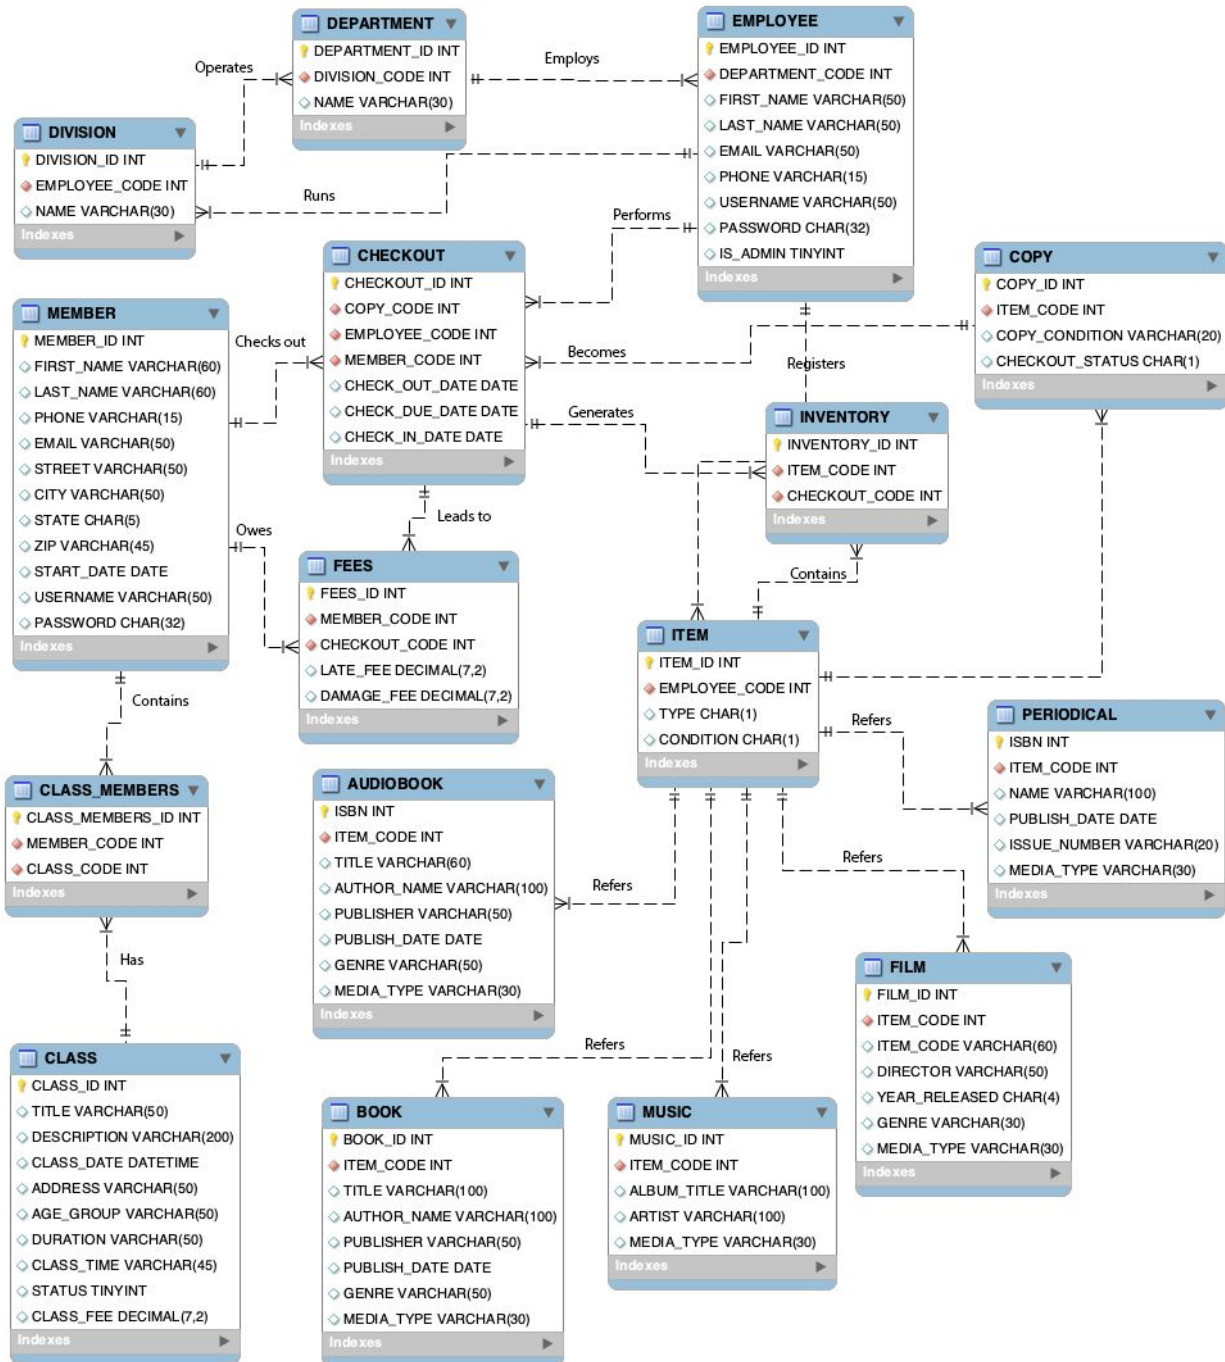 DEPARTMENT
DEPARTMENT_ID INT
DIVISION_CODE INT
NAME VARCHAR(30)
Indexes
EMPLOYEE
EMPLOYEE_ID INT
DEPARTMENT_CODE INT
FIRST_NAME VARCHAR(50)
LAST_NAME VARCHAR(50)
EMAIL VARCHAR(50)
PHONE VARCHAR(15)
USERNAME VARCHAR(50)
PASSWORD CHAR(32)
IS_ADMIN TINYINT
Indexes
Operates
Employs
DIVISION
DIVISION_ID INT
EMPLOYEE_CODE INT
NAME VARCHAR(30)
Indexes
Runs
Performs
CHECKOUT
CHECKOUT_ID INT
COPY_CODE INT
EMPLOYEE_CODE INT
MEMBER_CODE INT
CHECK_OUT_DATE DATE
CHECK_DUE_DATE DATE
CHECK_IN_DATE DATE
Indexes
COPY
COPY_ID INT
ITEM_CODE INT
COPY_CONDITION VARCHAR(20)
CHECKOUT_STATUS CHAR(1)
Indexes
MEMBER
MEMBER_ID INT
FIRST_NAME VARCHAR(60)
LAST_NAME VARCHAR(60)
PHONE VARCHAR(15)
EMAIL VARCHAR(50)
STREET VARCHAR(50)
CITY VARCHAR(50)
STATE CHAR(5)
ZIP VARCHAR(45)
START_DATE DATE
USERNAME VARCHAR(50)
PASSWORD CHAR(32)
Indexes
Checks out
Becomes
Registers
Generates
INVENTORY
INVENTORY_ID INT
ITEM_CODE INT
CHECKOUT_CODE INT
Indexes
Leads to
Owes
FEES
FEES_ID INT
MEMBER_CODE INT
CHECKOUT_CODE INT
LATE_FEE DECIMAL(7,2)
DAMAGE_FEE DECIMAL(7,2)
Indexes
Contains
ITEM
ITEM_ID INT
EMPLOYEE_CODE INT
TYPE CHAR(1)
CONDITION CHAR(1)
Indexes
Contains
Refers
PERIODICAL
ISBN INT
ITEM_CODE INT
NAME VARCHAR(100)
PUBLISH_DATE DATE
ISSUE_NUMBER VARCHAR(20)
MEDIA_TYPE VARCHAR(30)
Indexes
CLASS_MEMBERS
CLASS_MEMBERS_ID INT
MEMBER_CODE INT
CLASS_CODE INT
Indexes
AUDIOBOOK
ISBN INT
ITEM_CODE INT
TITLE VARCHAR(60)
AUTHOR_NAME VARCHAR(100)
PUBLISHER VARCHAR(50)
PUBLISH_DATE DATE
GENRE VARCHAR(50)
MEDIA_TYPE VARCHAR(30)
Indexes
Refers
Refers
Has
FILM
FILM_ID INT
ITEM_CODE INT
ITEM_CODE VARCHAR(60)
DIRECTOR VARCHAR(50)
YEAR_RELEASED CHAR(4)
GENRE VARCHAR(30)
MEDIA_TYPE VARCHAR(30)
Indexes
CLASS
CLASS_ID INT
TITLE VARCHAR(50)
DESCRIPTION VARCHAR(200)
CLASS_DATE DATETIME
ADDRESS VARCHAR(50)
AGE_GROUP VARCHAR(50)
DURATION VARCHAR(50)
CLASS_TIME VARCHAR(45)
STATUS TINYINT
CLASS_FEE DECIMAL(7,2)
Indexes
Refers
Refers
BOOK
BOOK_ID INT
ITEM_CODE INT
TITLE VARCHAR(100)
AUTHOR_NAME VARCHAR(100)
PUBLISHER VARCHAR(50)
PUBLISH_DATE DATE
GENRE VARCHAR(50)
MEDIA_TYPE VARCHAR(30)
Indexes
MUSIC
MUSIC_ID INT
ITEM_CODE INT
ALBUM_TITLE VARCHAR(100)
ARTIST VARCHAR(100)
MEDIA_TYPE VARCHAR(30)
Indexes